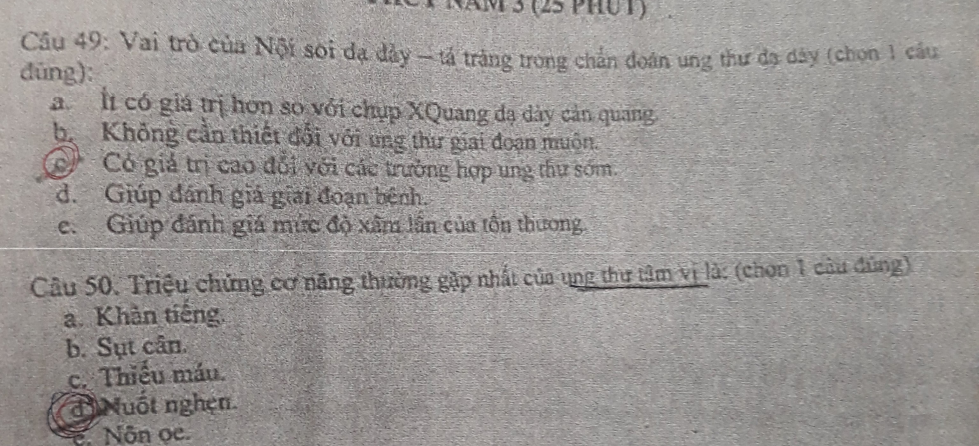 NĂM 3 (25 PHÚT)
Câu 49: Vai trò của Nội soi dạ dày – tá tràng trong chẩn đoán ung thư dạ dày (chọn 1 câu
đúng):
a. Ít có giá trị hơn so với chụp XQuang dạ dày cản quang.
b. Không cần thiết đối với ung thư giai đoạn muộn.
c. Có giá trị cao đối với các trường hợp ung thư sớm.
d. Giúp đánh giá giai đoạn bệnh.
e. Giúp đánh giá mức độ xâm lấn của tổn thương.
Câu 50. Triệu chứng cơ năng thường gặp nhất của ung thư tâm vị là: (chọn 1 câu đúng)
a. Khàn tiếng.
b. Sụt cân.
c. Thiếu máu.
d. Nuốt nghẹn.
e. Nôn oẹ.